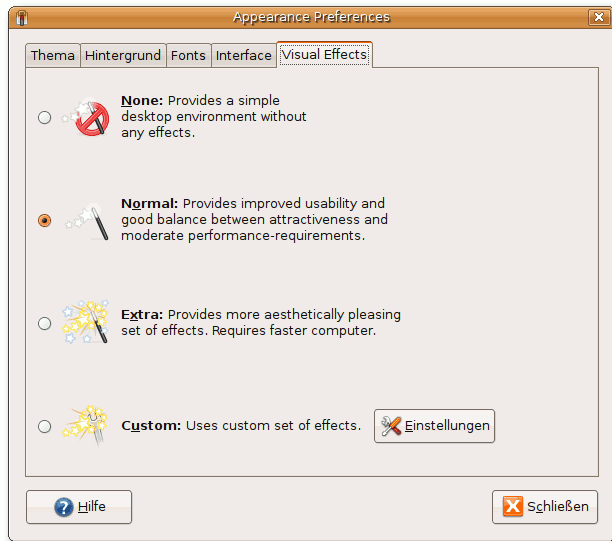 Appearance Preferences
Thema Hintergrund Fonts Interface Visual Effects
None: Provides a simple
desktop environment without
any effects.
Normal: Provides improved usability and
good balance between attractiveness and
moderate performance-requirements.
Extra: Provides more aesthetically pleasing
set of effects. Requires faster computer.
Custom: Uses custom set of effects. Einstellungen
Hilfe Schließen